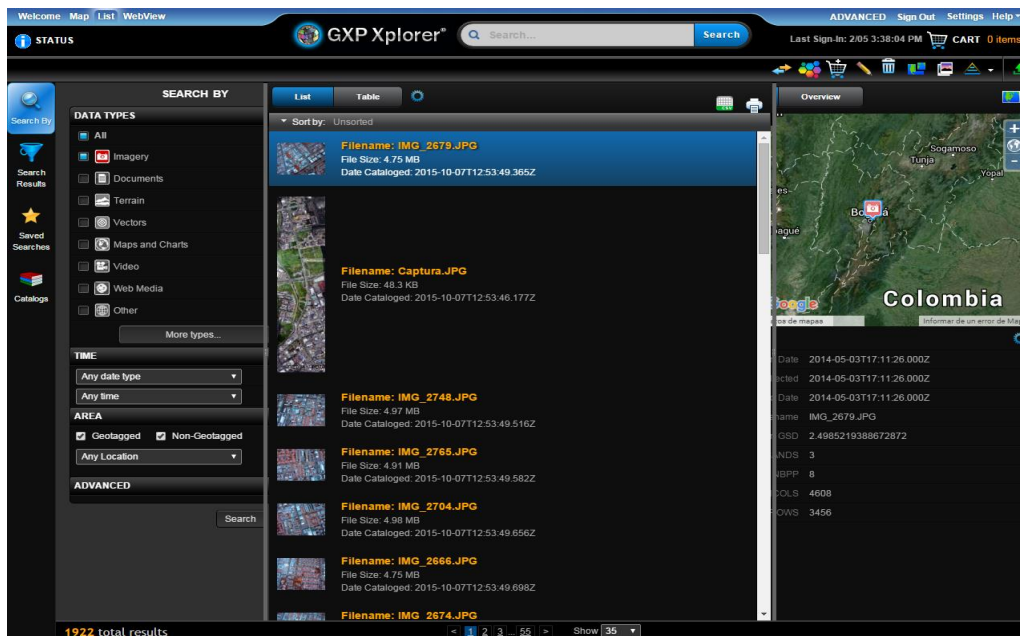 Welcome Map List WebView
ADVANCED Sign Out Settings Help
STATUS
GXP Xplorer®
Search...
Search
Last Sign-In: 2/05 3:38:04 PM CART 0 items
Search By
Search Results
Saved Searches
Catalogs
SEARCH BY
DATA TYPES
All
Imagery
Documents
Terrain
Vectors
Maps and Charts
Video
Web Media
Other
More types...
TIME
Any date type
Any time
AREA
Geotagged Non-Geotagged
Any Location
ADVANCED
Search
List Table
Sort by: Unsorted
Filename: IMG_2679.JPG
File Size: 4.75 MB
Date Cataloged: 2015-10-07T12:53:49.365Z
Filename: Captura.JPG
File Size: 48.3 KB
Date Cataloged: 2015-10-07T12:53:46.177Z
Filename: IMG_2748.JPG
File Size: 4.97 MB
Date Cataloged: 2015-10-07T12:53:49.516Z
Filename: IMG_2765.JPG
File Size: 4.91 MB
Date Cataloged: 2015-10-07T12:53:49.582Z
Filename: IMG_2704.JPG
File Size: 4.98 MB
Date Cataloged: 2015-10-07T12:53:49.656Z
Filename: IMG_2666.JPG
File Size: 4.75 MB
Date Cataloged: 2015-10-07T12:53:49.698Z
Filename: IMG_2674.JPG
Overview
Sogamoso
Tunja
Yopal
Colombia
Google
de mapas
Informar de un error de Ma
Date 2014-05-03T17:11:26.000Z
ected 2014-05-03T17:11:26.000Z
Date 2014-05-03T17:11:26.000Z
name IMG_2679.JPG
GSD 2.4985219388672872
NDS 3
BPP 8
COLS 4608
OWS 3456
1922 total results
< 1 2 3 ... 55 >
Show 35